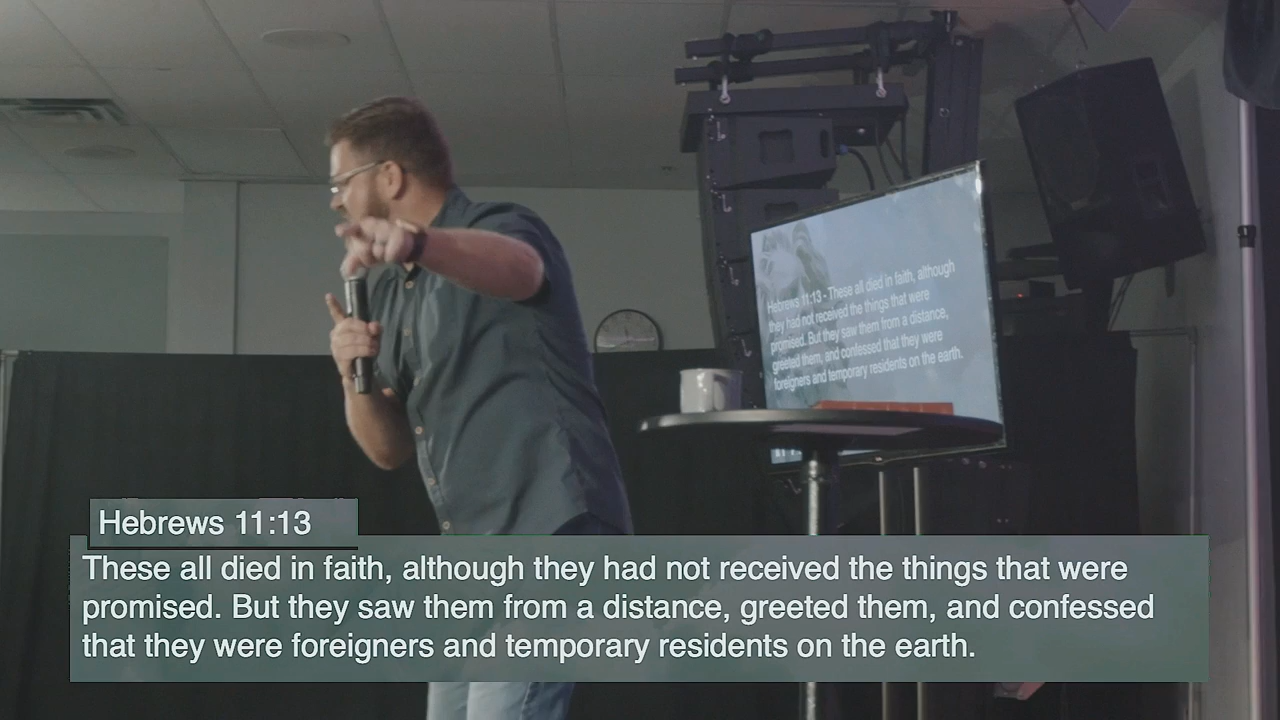 Hebrews 11:13 - These all died in faith, although
they had not received the things that were
promised. But they saw them from a distance,
greeted them, and confessed that they were
foreigners and temporary residents on the earth.
Hebrews 11:13
These all died in faith, although they had not received the things that were
promised. But they saw them from a distance, greeted them, and confessed
that they were foreigners and temporary residents on the earth.